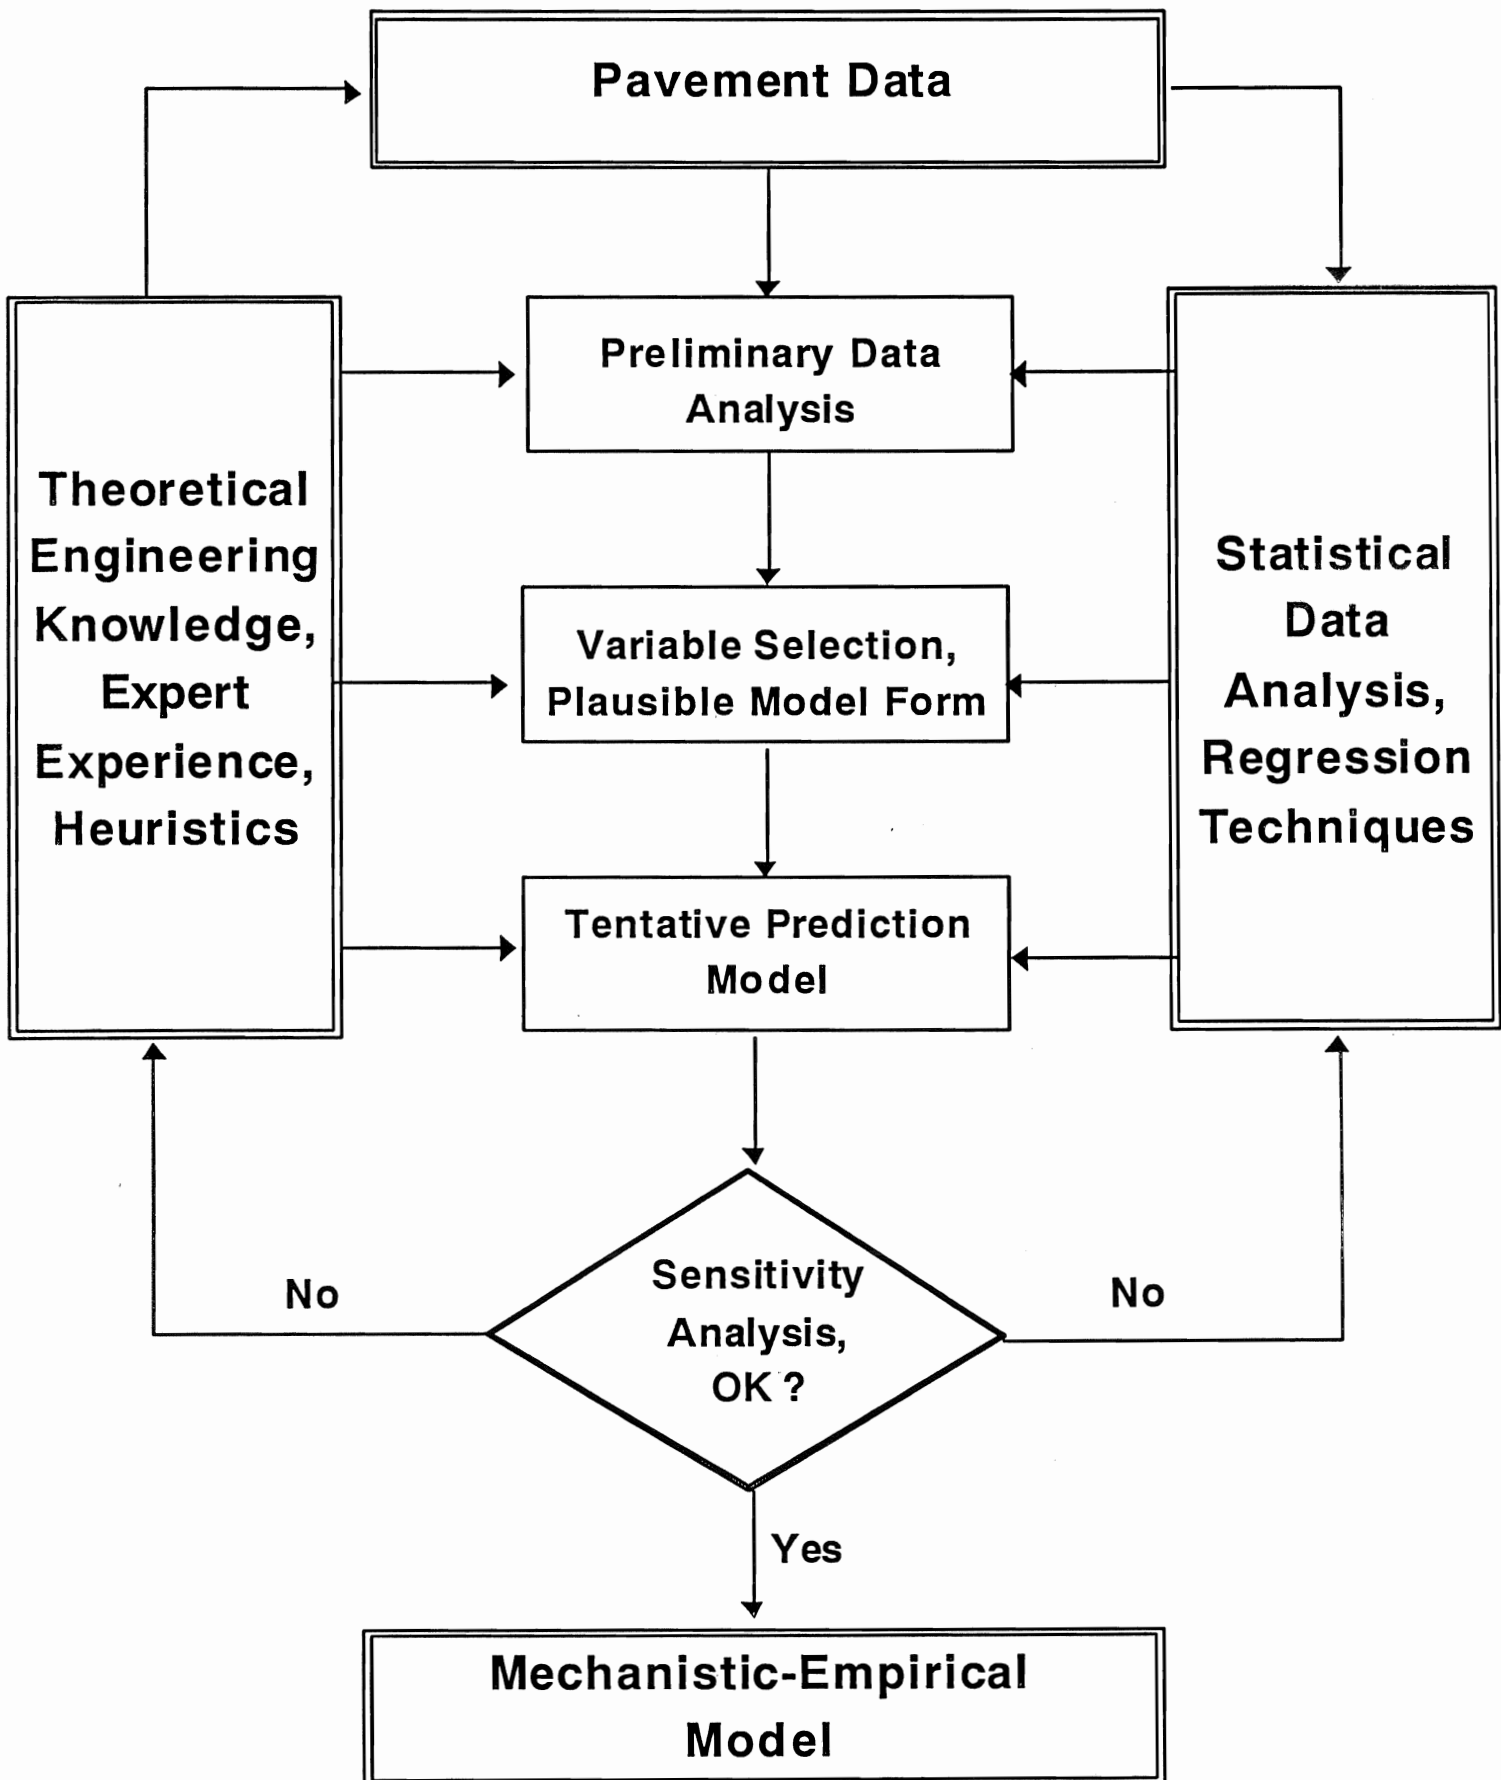 Pavement Data
Preliminary Data
Analysis
Theoretical
Engineering
Knowledge,
Expert
Experience,
Heuristics
Variable Selection,
Plausible Model Form
Statistical
Data
Analysis,
Regression
Techniques
Tentative Prediction
Model
No
Sensitivity
Analysis,
OK ?
No
Yes
Mechanistic-Empirical
Model